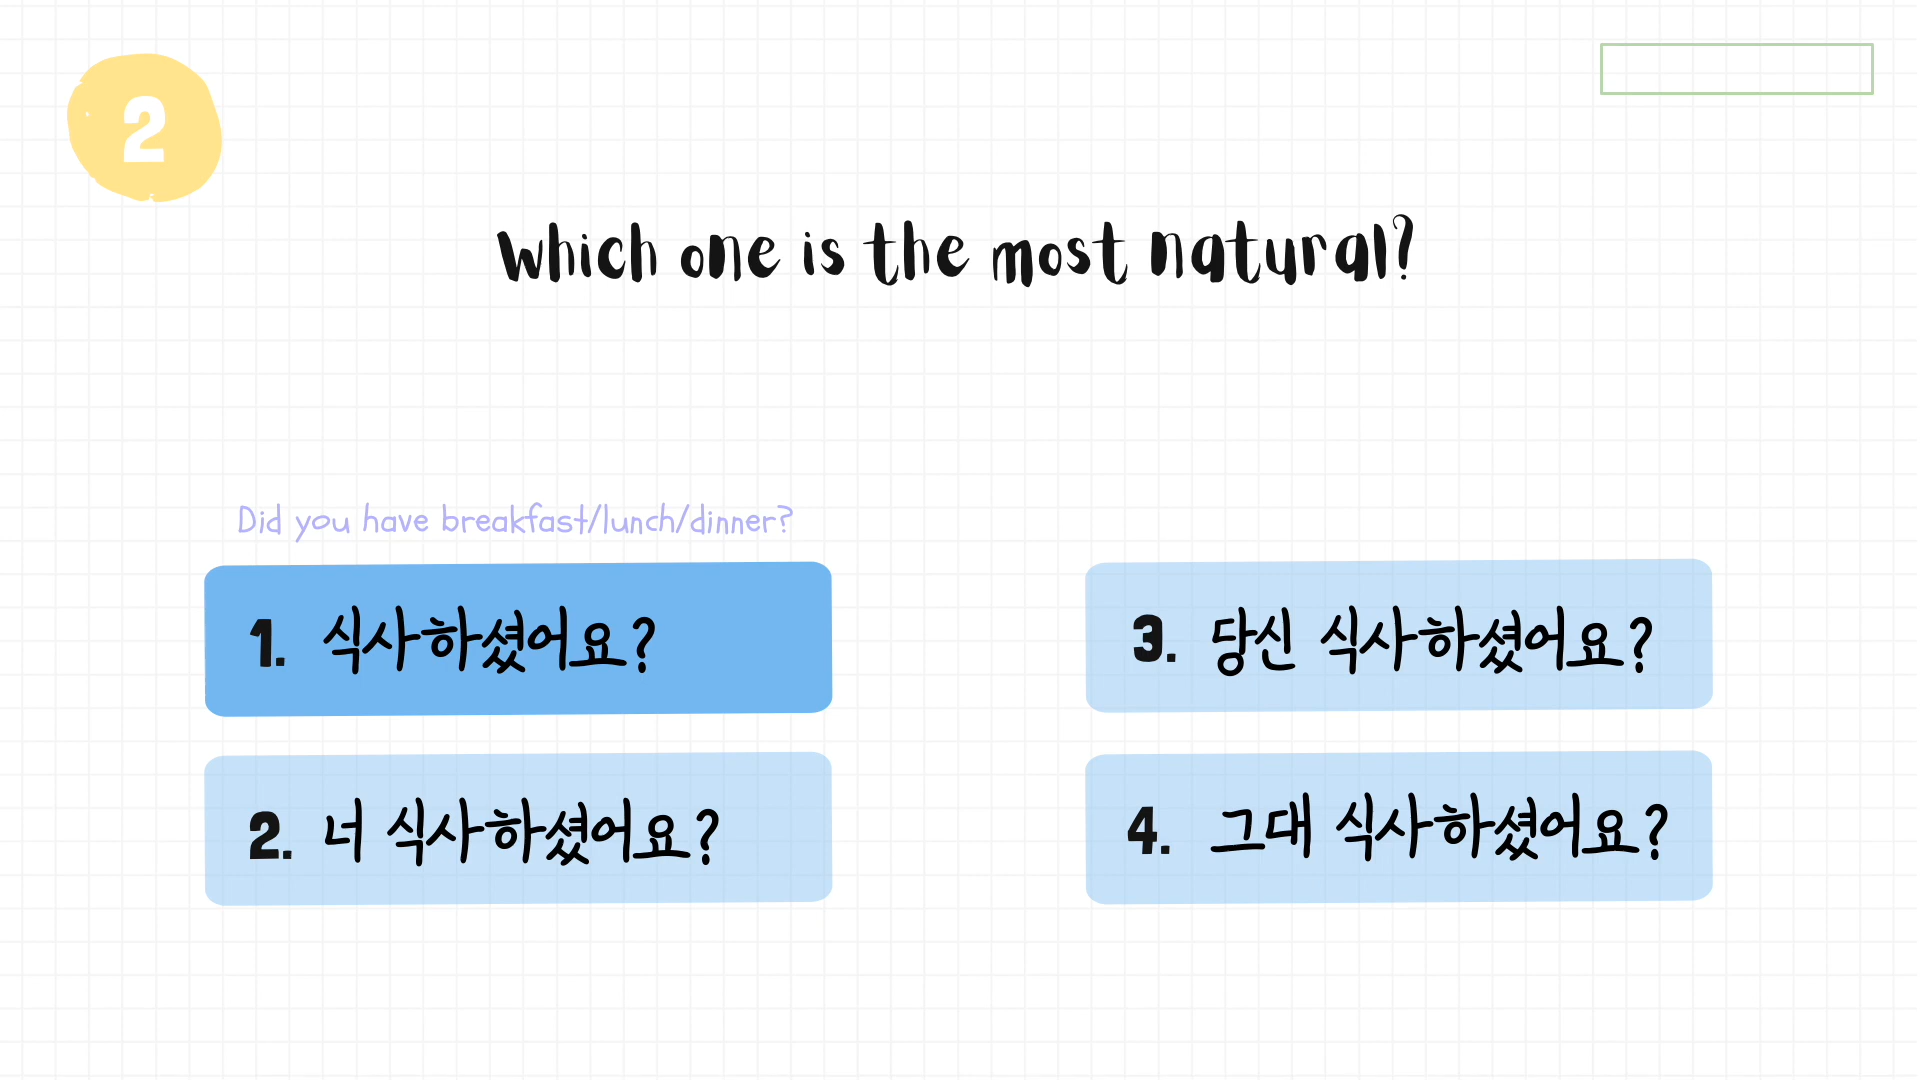 2
Which one is the most natural?
Did you have breakfast/lunch/dinner?
1. 식사하셨어요?
2. 너 식사하셨어요?
3. 당신 식사하셨어요?
4. 그대 식사하셨어요?